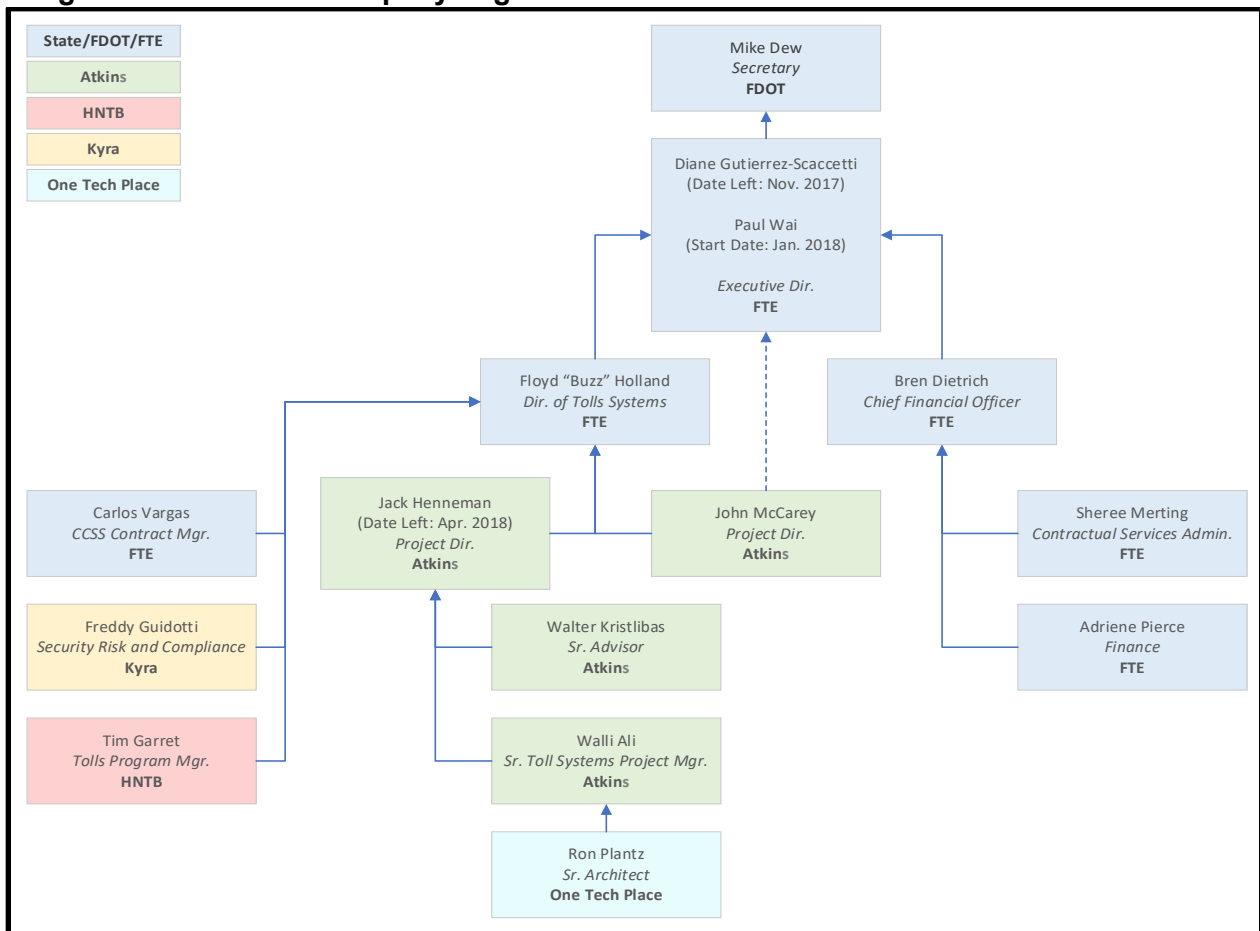 State/FDOT/FTE
Atkins
HNTB
Kyra
One Tech Place
Mike Dew
Secretary
FDOT
Diane Gutierrez-Scaccetti
(Date Left: Nov. 2017)
Paul Wai
(Start Date: Jan. 2018)
Executive Dir.
FTE
Floyd “Buzz” Holland
Dir. of Tolls Systems
FTE
Bren Dietrich
Chief Financial Officer
FTE
Carlos Vargas
CCSS Contract Mgr.
FTE
Jack Henneman
(Date Left: Apr. 2018)
Project Dir.
Atkins
John McCarey
Project Dir.
Atkins
Sheree Merting
Contractual Services Admin.
FTE
Freddy Guidotti
Security Risk and Compliance
Kyra
Walter Kristlibas
Sr. Advisor
Atkins
Adriene Pierce
Finance
FTE
Tim Garret
Tolls Program Mgr.
HNTB
Walli Ali
Sr. Toll Systems Project Mgr.
Atkins
Ron Plantz
Sr. Architect
One Tech Place